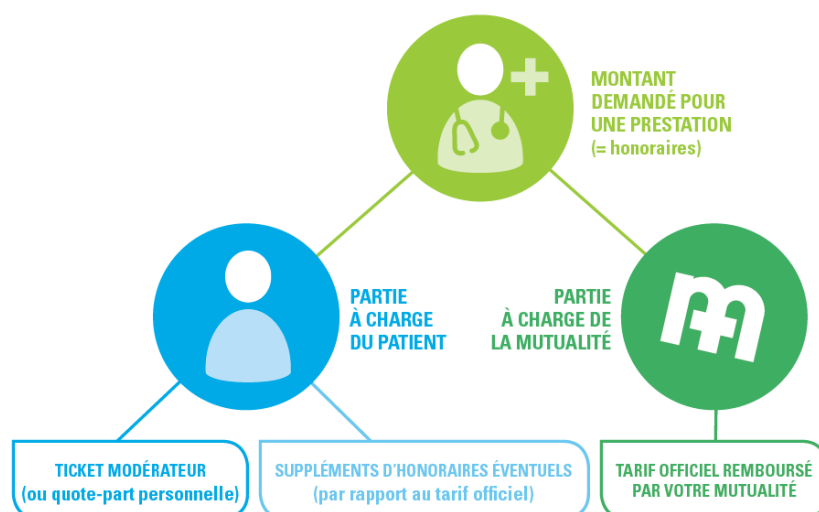 MONTANT
DEMANDÉ POUR
UNE PRESTATION
(= honoraires)
PARTIE
À CHARGE
DU PATIENT
PARTIE
À CHARGE DE
LA MUTUALITÉ
TICKET MODÉRATEUR
(ou quote-part personnelle)
SUPPLÉMENTS D'HONORAIRES ÉVENTUELS
(par rapport au tarif officiel)
TARIF OFFICIEL REMBOURSÉ
PAR VOTRE MUTUALITÉ